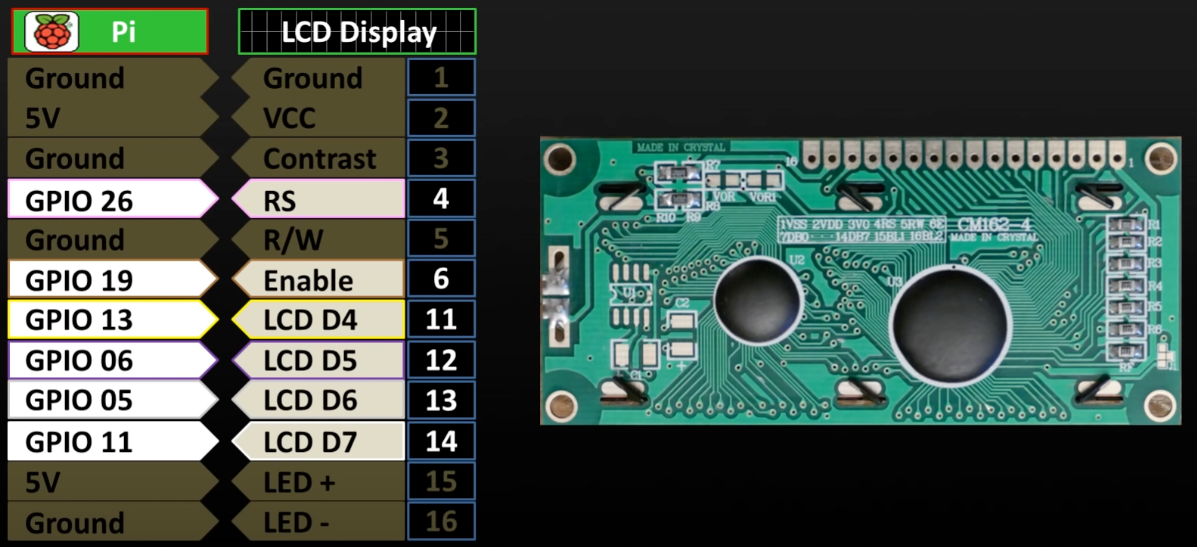 Pi LCD Display
Ground Ground 1
5V VCC 2
Ground Contrast 3
GPIO 26 RS 4
Ground R/W 5
GPIO 19 Enable 6
GPIO 13 LCD D4 11
GPIO 06 LCD D5 12
GPIO 05 LCD D6 13
GPIO 11 LCD D7 14
5V LED + 15
Ground LED - 16
MADE IN CRYSTAL
R7
16
1
VOR VOR1
R8
R10 R9
1VSS 2VDD 3VO 4RS 5RW 6E
7DB0 ---- 14DB7 15BL1 16BL2
CM162-4
MADE IN CRYSTAL
R1
R2
R3
R4
R5
R6
RF
U2
U3
U1
C2
C1
+